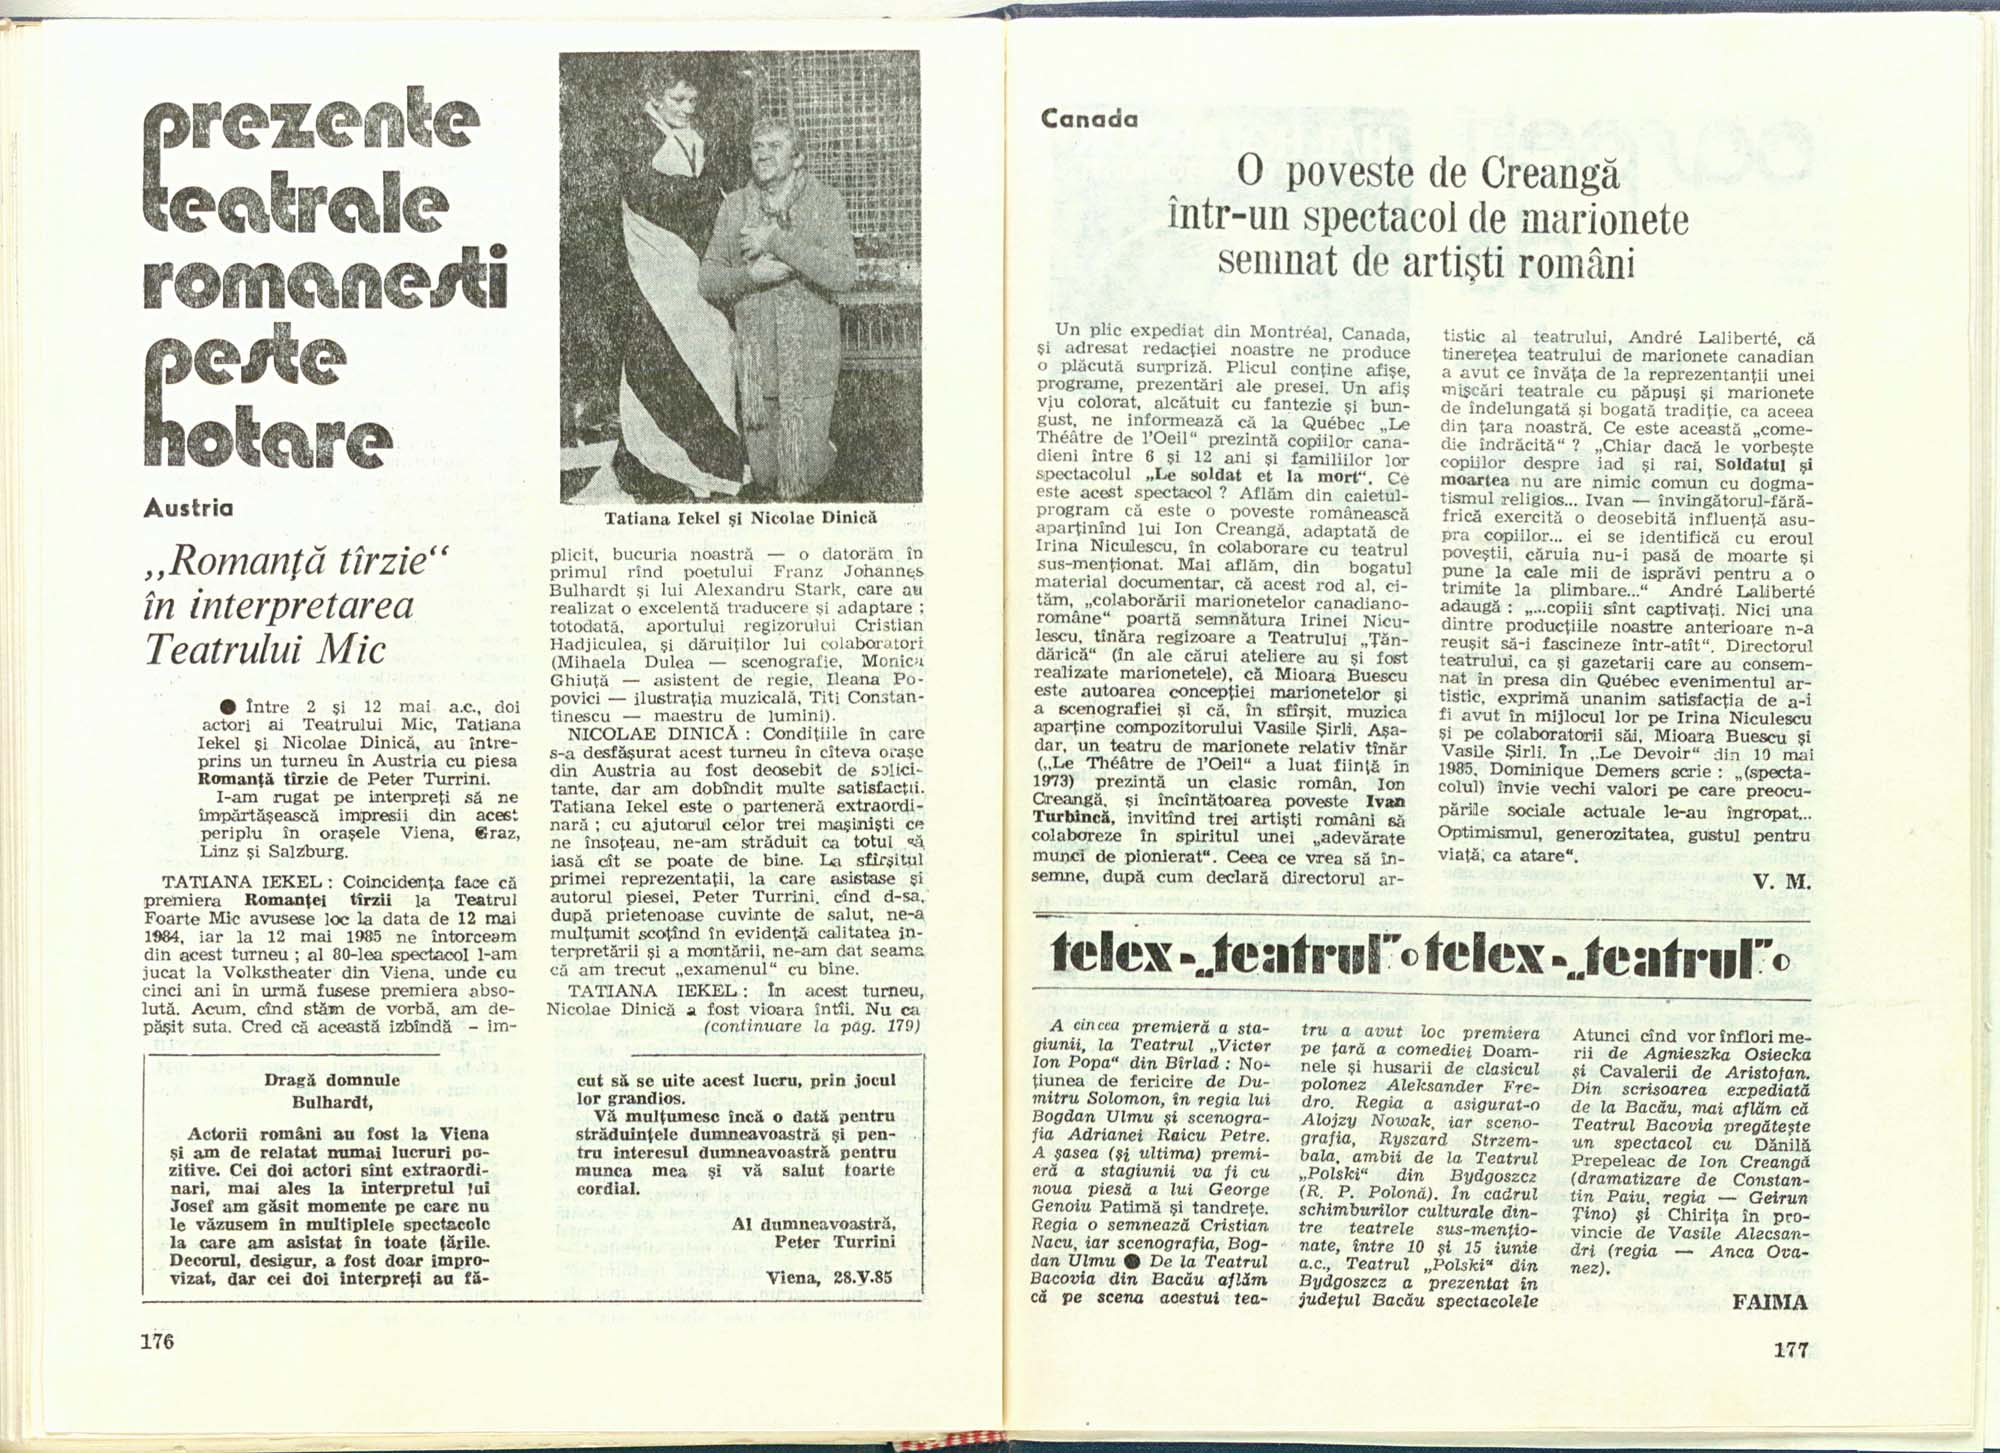 prezențe
teatrale
romanești
peste
hotare
Austria
„Romanță tîrzie“
în interpretarea
Teatrului Mic
● Între 2 și 12 mai a.c., doi
actori ai Teatrului Mic, Tatiana
Iekel și Nicolae Dinică, au între-
prins un turneu în Austria cu piesa
Romanță tîrzie de Peter Turrini.
I-am rugat pe interpreți să ne
împărtășească impresii din acest
periplu în orașele Viena, Graz,
Linz și Salzburg.
TATIANA IEKEL : Coincidența face că
premiera Romanței tîrzii la Teatrul
Foarte Mic avusese loc la data de 12 mai
1984, iar la 12 mai 1985 ne întorceam
din acest turneu ; al 80-lea spectacol l-am
jucat la Volkstheater din Viena, unde cu
cinci ani în urmă fusese premiera abso-
lută. Acum, cînd stăm de vorbă, am de-
pășit suta. Cred că această izbîndă – im-
Tatiana Iekel și Nicolae Dinică
plicit, bucuria noastră — o datorăm în
primul rînd poetului Franz Johannes
Bulhardt și lui Alexandru Stark, care au
realizat o excelentă traducere și adaptare ;
totodată, aportului regizorului Cristian
Hadjiculea, și dăruiților lui colaboratori
(Mihaela Dulea — scenografie, Monica
Ghiuță — asistent de regie, Ileana Po-
povici — ilustrația muzicală, Titi Constan-
tinescu — maestru de lumini).
NICOLAE DINICĂ : Condițiile în care
s-a desfășurat acest turneu în cîteva orașe
din Austria au fost deosebit de solici-
tante, dar am dobîndit multe satisfacții.
Tatiana Iekel este o parteneră extraordi-
nară ; cu ajutorul celor trei mașiniști ce
ne însoțeau, ne-am străduit ca totul să
iasă cît se poate de bine. La sfîrșitul
primei reprezentații, la care asistase și
autorul piesei, Peter Turrini, cînd d-sa,
după prietenoase cuvinte de salut, ne-a
mulțumit scoțînd în evidență calitatea in-
terpretării și a montării, ne-am dat seama
că am trecut „examenul“ cu bine.
TATIANA IEKEL : În acest turneu,
Nicolae Dinică a fost vioara întîi. Nu ca
(continuare la pag. 179)
Dragă domnule
Bulhardt,
Actorii români au fost la Viena
și am de relatat numai lucruri po-
zitive. Cei doi actori sînt extraordi-
nari, mai ales la interpretul lui
Josef am găsit momente pe care nu
le văzusem în multiplele spectacole
la care am asistat în toate țările.
Decorul, desigur, a fost doar impro-
vizat, dar cei doi interpreți au fă-
cut să se uite acest lucru, prin jocul
lor grandios.
Vă mulțumesc încă o dată pentru
străduințele dumneavoastră și pen-
tru interesul dumneavoastră pentru
munca mea și vă salut foarte
cordial.
Al dumneavoastră,
Peter Turrini
Viena, 28.V.85
176
Canada
O poveste de Creangă
într-un spectacol de marionete
semnat de artiști români
Un plic expediat din Montréal, Canada,
și adresat redacției noastre ne produce
o plăcută surpriză. Plicul conține afișe,
programe, prezentări ale presei. Un afiș
viu colorat, alcătuit cu fantezie și bun-
gust, ne informează că la Québec „Le
Théâtre de l'Oeil“ prezintă copiilor cana-
dieni între 6 și 12 ani și familiilor lor
spectacolul „Le soldat et la mort“. Ce
este acest spectacol ? Aflăm din caietul-
program că este o poveste românească
aparținînd lui Ion Creangă, adaptată de
Irina Niculescu, în colaborare cu teatrul
sus-menționat. Mai aflăm, din bogatul
material documentar, că acest rod al, ci-
tăm, „colaborării marionetelor canadiano-
române“ poartă semnătura Irinei Nicu-
lescu, tînăra regizoare a Teatrului „Țăn-
dărică“ (în ale cărui ateliere au și fost
realizate marionetele), că Mioara Buescu
este autoarea concepției marionetelor și
a scenografiei și că, în sfîrșit, muzica
aparține compozitorului Vasile Șirli. Așa-
dar, un teatru de marionete relativ tînăr
(„Le Théâtre de l'Oeil“ a luat ființă în
1973) prezintă un clasic român, Ion
Creangă, și încîntătoarea poveste Ivan
Turbincă, invitînd trei artiști români să
colaboreze în spiritul unei „adevărate
munci de pionierat“. Ceea ce vrea să în-
semne, după cum declară directorul ar-
tistic al teatrului, André Laliberté, că
tinerețea teatrului de marionete canadian
a avut ce învăța de la reprezentanții unei
mișcări teatrale cu păpuși și marionete
de îndelungată și bogată tradiție, ca aceea
din țara noastră. Ce este această „come-
die îndrăcită“ ? „Chiar dacă le vorbește
copiilor despre iad și rai, Soldatul și
moartea nu are nimic comun cu dogma-
tismul religios... Ivan — învingătorul-fără-
frică exercită o deosebită influență asu-
pra copiilor... ei se identifică cu eroul
poveștii, căruia nu-i pasă de moarte și
pune la cale mii de isprăvi pentru a o
trimite la plimbare...“ André Laliberté
adaugă : „...copiii sînt captivați. Nici una
dintre producțiile noastre anterioare n-a
reușit să-i fascineze într-atît“. Directorul
teatrului, ca și gazetarii care au consem-
nat în presa din Québec evenimentul ar-
tistic, exprimă unanim satisfacția de a-i
fi avut în mijlocul lor pe Irina Niculescu
și pe colaboratorii săi, Mioara Buescu și
Vasile Șirli. În „Le Devoir“ din 10 mai
1985, Dominique Demers scrie : „(specta-
colul) învie vechi valori pe care preocu-
pările sociale actuale le-au îngropat...
Optimismul, generozitatea, gustul pentru
viață, ca atare“.
V. M.
telex-„teatrul”o telex-„teatrul”o
A cincea premieră a sta-
giunii, la Teatrul „Victor
Ion Popa“ din Bîrlad : No-
țiunea de fericire de Du-
mitru Solomon, în regia lui
Bogdan Ulmu și scenogra-
fia Adrianei Raicu Petre.
A șasea (și ultima) premi-
eră a stagiunii va fi cu
noua piesă a lui George
Genoiu Patimă și tandrețe.
Regia o semnează Cristian
Nacu, iar scenografia, Bog-
dan Ulmu ● De la Teatrul
Bacovia din Bacău aflăm
că pe scena acestui tea-
tru a avut loc premiera
pe țară a comediei Doam-
nele și husarii de clasicul
polonez Aleksander Fre-
dro. Regia a asigurat-o
Alojzy Nowak, iar sceno-
grafia, Ryszard Strzem-
bala, ambii de la Teatrul
„Polski“ din Bydgoszcz
(R. P. Polonă). În cadrul
schimburilor culturale din-
tre teatrele sus-mențio-
nate, între 10 și 15 iunie
a.c., Teatrul „Polski“ din
Bydgoszcz a prezentat în
județul Bacău spectacolele
Atunci cînd vor înflori me-
rii de Agnieszka Osiecka
și Cavalerii de Aristofan.
Din scrisoarea expediată
de la Bacău, mai aflăm că
Teatrul Bacovia pregătește
un spectacol cu Dănilă
Prepeleac de Ion Creangă
(dramatizare de Constan-
tin Paiu, regia — Geirun
Țino) și Chirița în pro-
vincie de Vasile Alecsan-
dri (regia — Anca Ova-
nez).
FAIMA
177